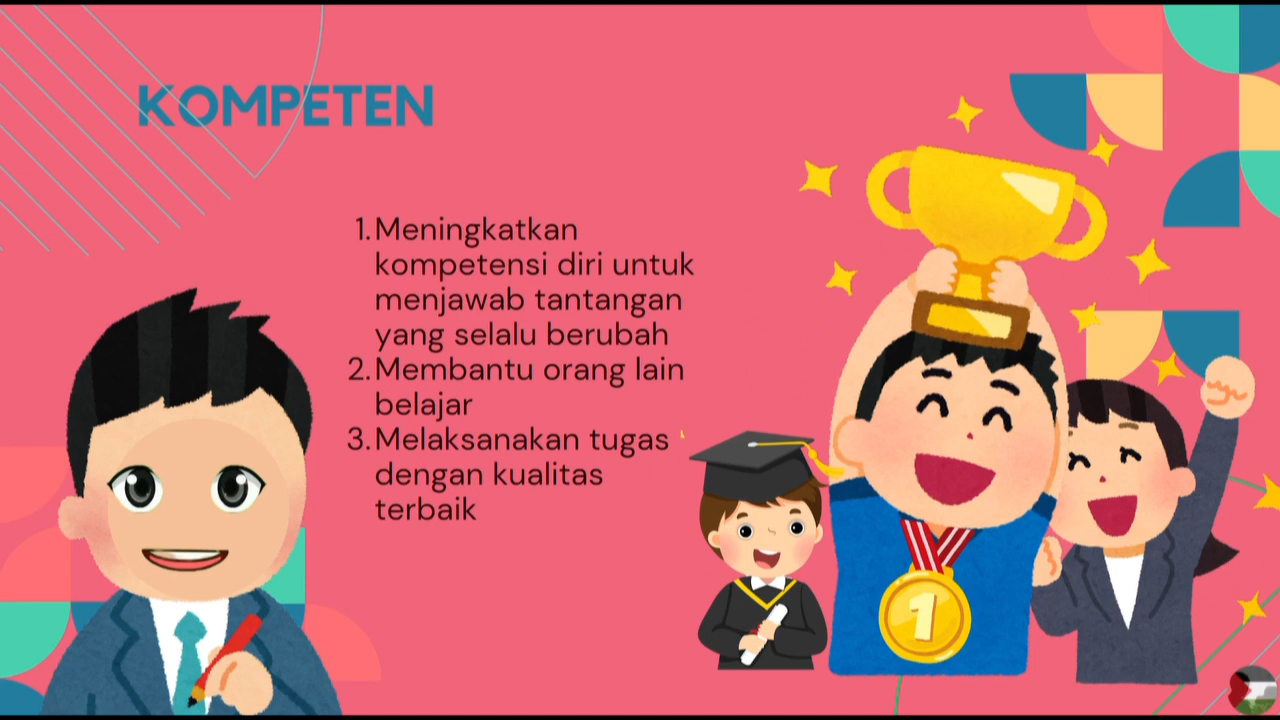 KOMPETEN
1. Meningkatkan
kompetensi diri untuk
menjawab tantangan
yang selalu berubah
2. Membantu orang lain
belajar
3. Melaksanakan tugas
dengan kualitas
terbaik
1